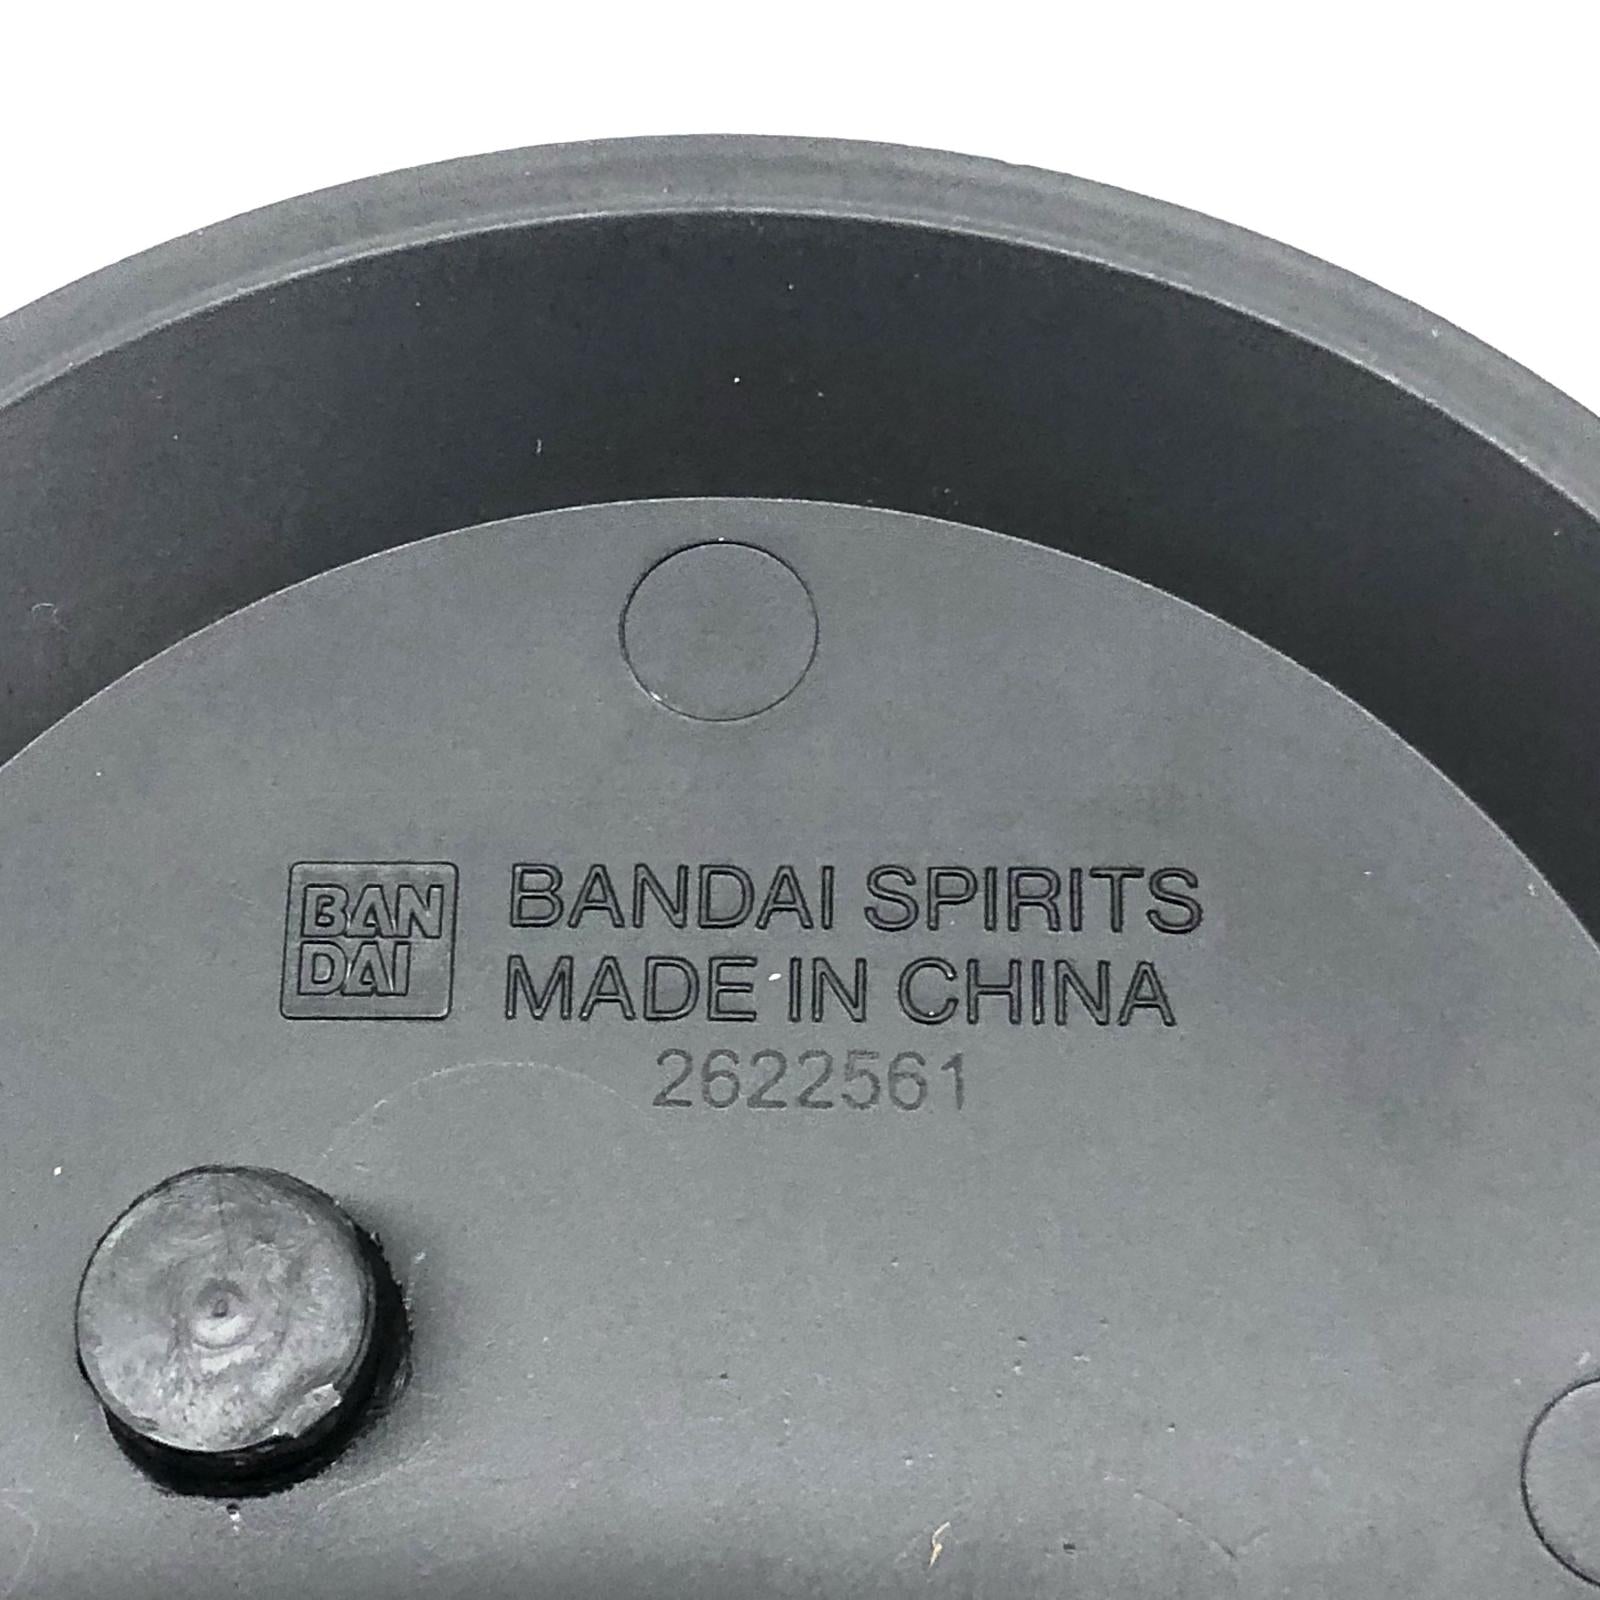 BAN
DAI
BANDAI SPIRITS
MADE IN CHINA
2622561